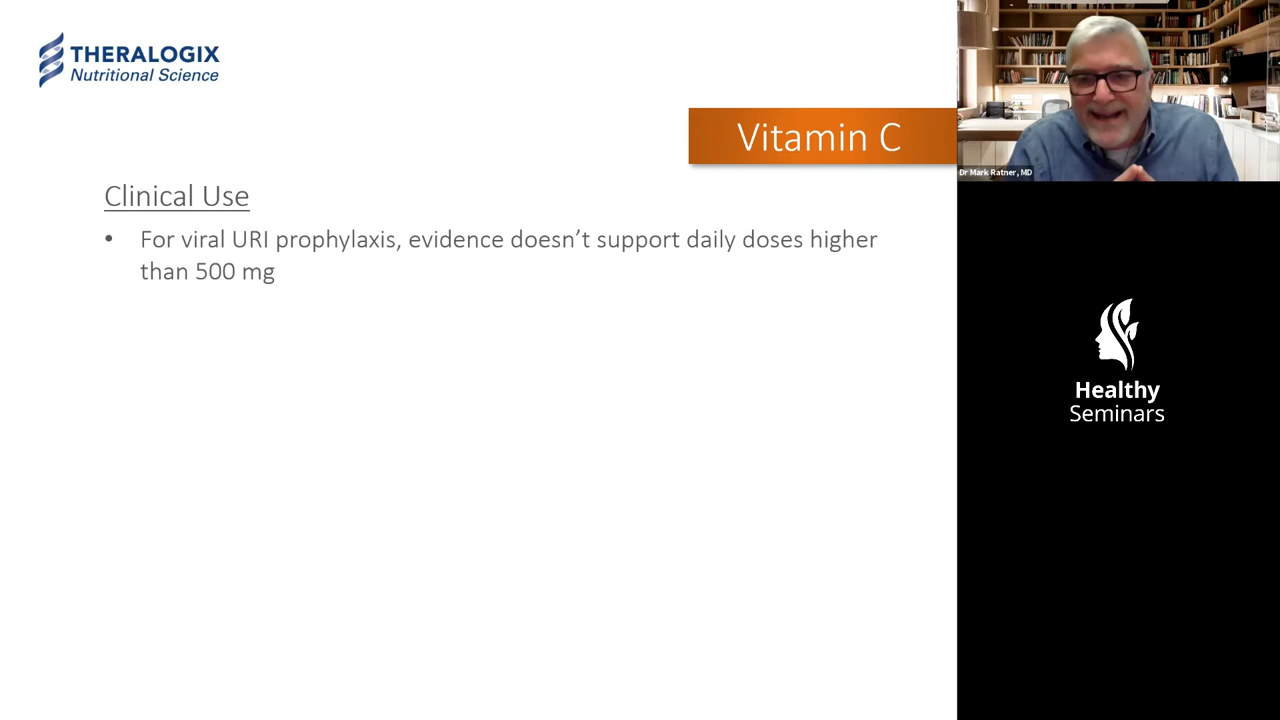 THERALOGIX
Nutritional Science
Vitamin C
Dr Mark Ratner, MD
Clinical Use
• For viral URI prophylaxis, evidence doesn’t support daily doses higher
than 500 mg
Healthy
Seminars